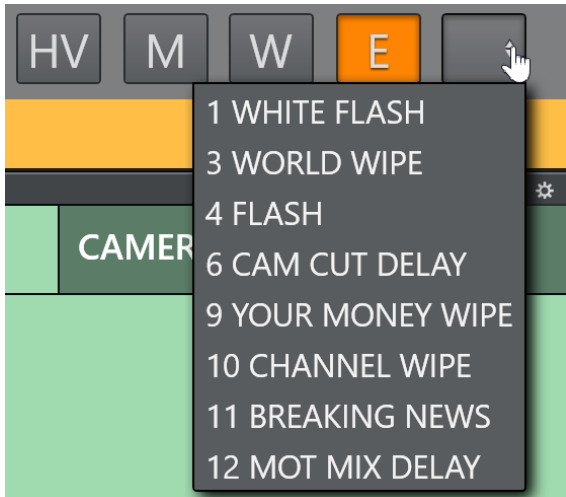 HV M W E
1 WHITE FLASH
3 WORLD WIPE
4 FLASH
CAMER
6 CAM CUT DELAY
9 YOUR MONEY WIPE
10 CHANNEL WIPE
11 BREAKING NEWS
12 MOT MIX DELAY